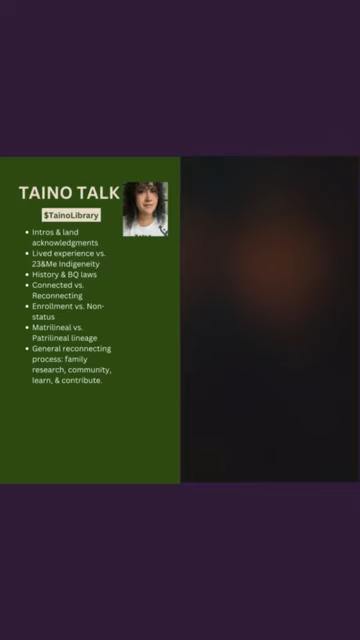 TAINO TALK
$TainoLibrary
• Intros & land
acknowledgments
• Lived experience vs.
23&Me Indigeneity
• History & BQ laws
• Connected vs.
Reconnecting
• Enrollment vs. Non-
status
• Matrilineal vs.
Patrilineal lineage
• General reconnecting
process: family
research, community,
learn, & contribute.